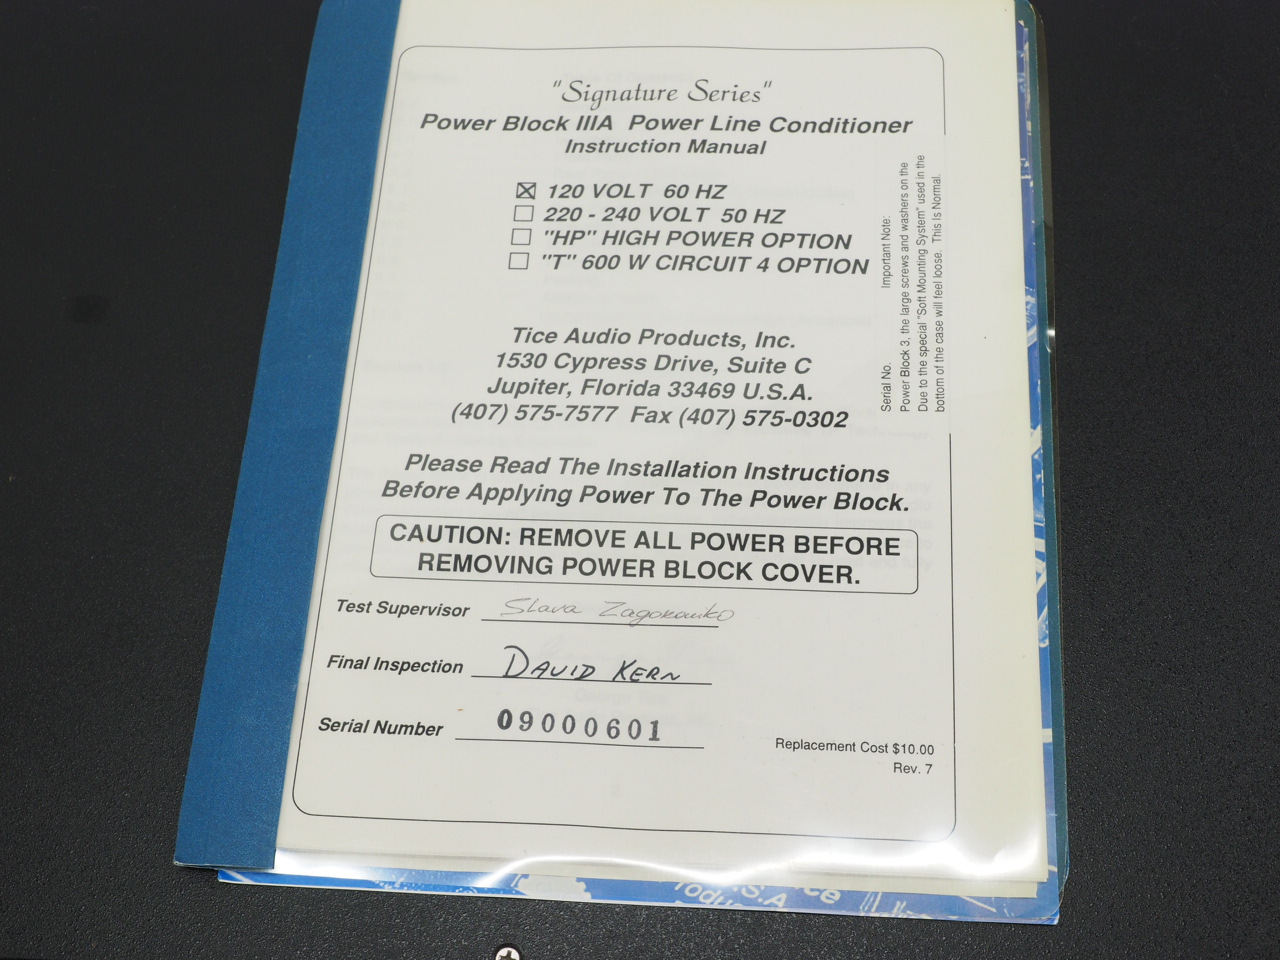 "Signature Series"
Power Block IIIA Power Line Conditioner
Instruction Manual
☒ 120 VOLT 60 HZ
☐ 220 - 240 VOLT 50 HZ
☐ "HP" HIGH POWER OPTION
☐ "T" 600 W CIRCUIT 4 OPTION
Serial No. Important Note:
Power Block 3, the large screws and washers on the
Due to the special "Soft Mounting System" used in the
bottom of the case will feel loose. This Is Normal.
Tice Audio Products, Inc.
1530 Cypress Drive, Suite C
Jupiter, Florida 33469 U.S.A.
(407) 575-7577 Fax (407) 575-0302
Please Read The Installation Instructions
Before Applying Power To The Power Block.
CAUTION: REMOVE ALL POWER BEFORE
REMOVING POWER BLOCK COVER.
Test Supervisor Slava
Final Inspection DAVID KERN
Serial Number 09000601
Replacement Cost $10.00
Rev. 7